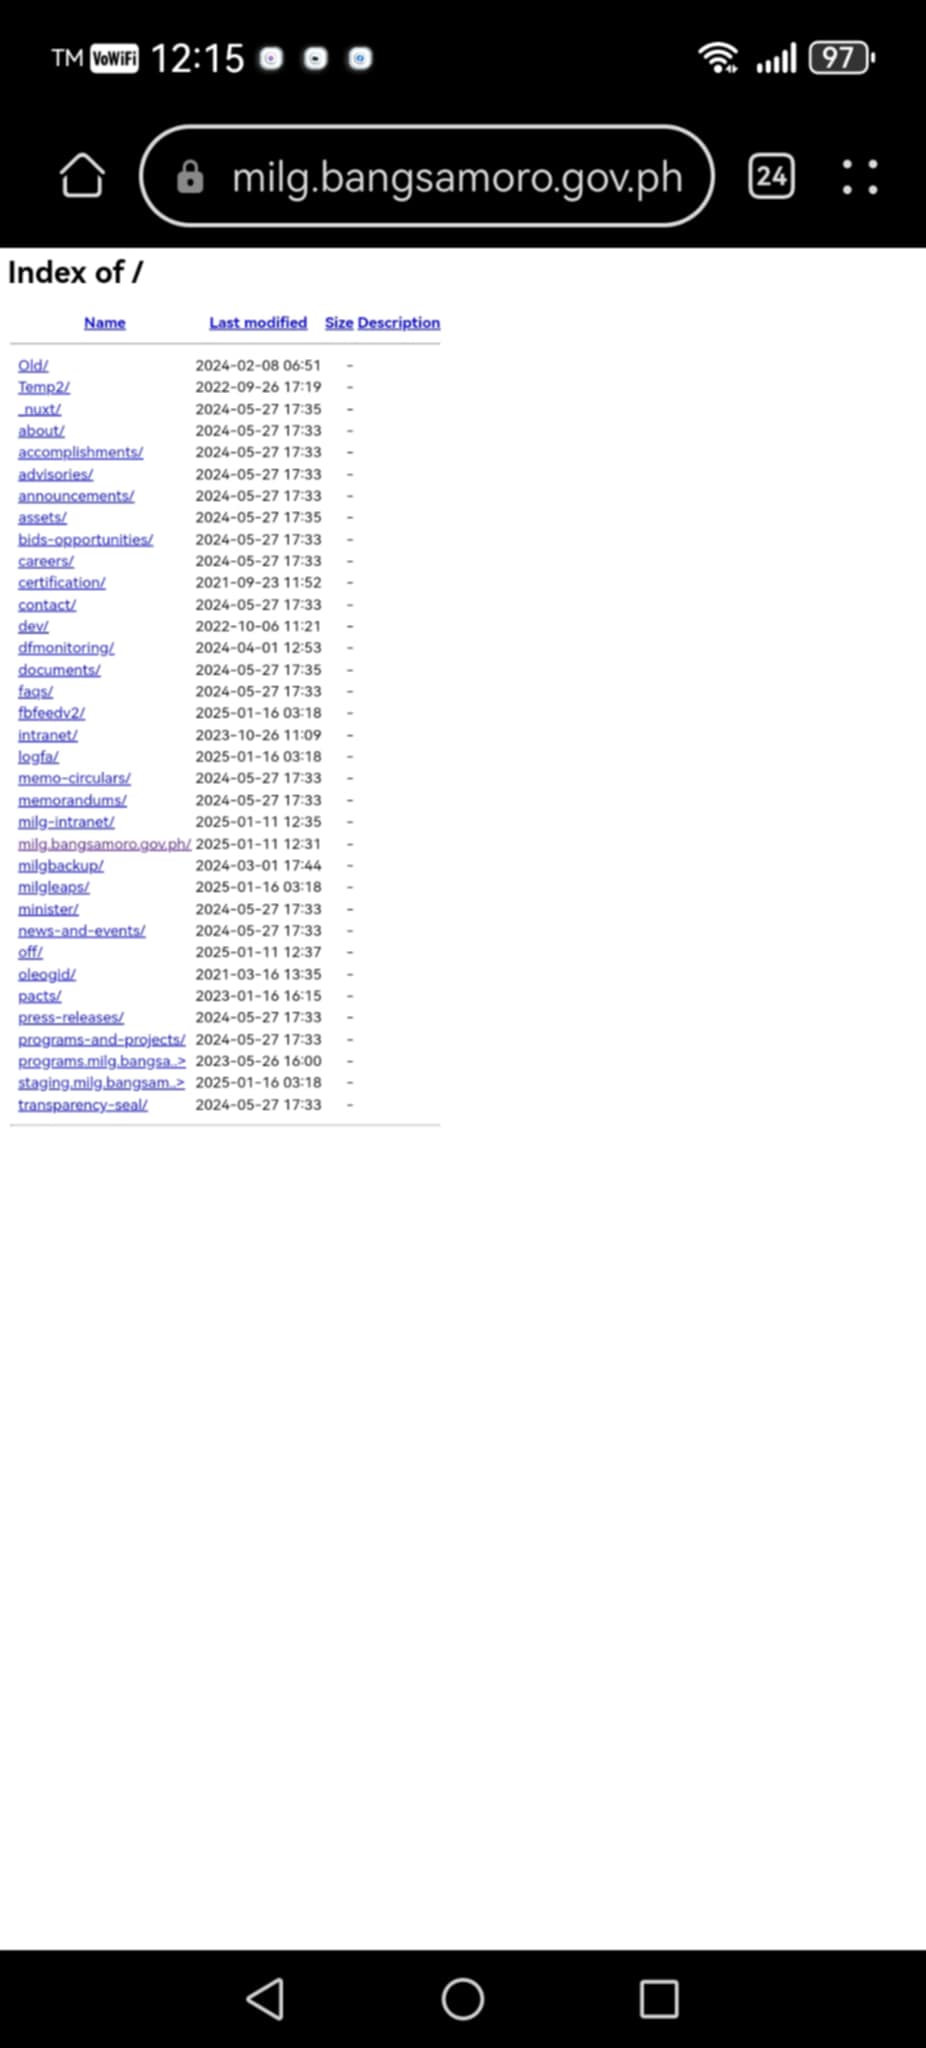 TM VoWiFi 12:15 97
milg.bangsamoro.gov.ph 24
Index of /
Name Last modified Size Description
Old/ 2024-02-08 06:51 -
Temp2/ 2022-09-26 17:19 -
_nuxt/ 2024-05-27 17:35 -
about/ 2024-05-27 17:33 -
accomplishments/ 2024-05-27 17:33 -
advisories/ 2024-05-27 17:33 -
announcements/ 2024-05-27 17:33 -
assets/ 2024-05-27 17:35 -
bids-opportunities/ 2024-05-27 17:33 -
careers/ 2024-05-27 17:33 -
certification/ 2021-09-23 11:52 -
contact/ 2024-05-27 17:33 -
dev/ 2022-10-06 11:21 -
dfmonitoring/ 2024-04-01 12:53 -
documents/ 2024-05-27 17:35 -
faqs/ 2024-05-27 17:33 -
fbfeedv2/ 2025-01-16 03:18 -
intranet/ 2023-10-26 11:09 -
logfa/ 2025-01-16 03:18 -
memo-circulars/ 2024-05-27 17:33 -
memorandums/ 2024-05-27 17:33 -
milg-intranet/ 2025-01-11 12:35 -
milg.bangsamoro.gov.ph/ 2025-01-11 12:31 -
milgbackup/ 2024-03-01 17:44 -
milgleaps/ 2025-01-16 03:18 -
minister/ 2024-05-27 17:33 -
news-and-events/ 2024-05-27 17:33 -
off/ 2025-01-11 12:37 -
oleogid/ 2021-03-16 13:35 -
pacts/ 2023-01-16 16:15 -
press-releases/ 2024-05-27 17:33 -
programs-and-projects/ 2024-05-27 17:33 -
programs.milg.bangsa..> 2023-05-26 16:00 -
staging.milg.bangsam..> 2025-01-16 03:18 -
transparency-seal/ 2024-05-27 17:33 -